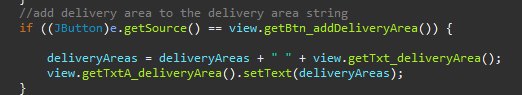 //add delivery area to the delivery area string
if ((JButton)e.getSource() == view.getBtn_addDeliveryArea()) {
deliveryAreas = deliveryAreas + " " + view.getTxt_deliveryArea();
view.getTxtA_deliveryArea().setText(deliveryAreas);
}